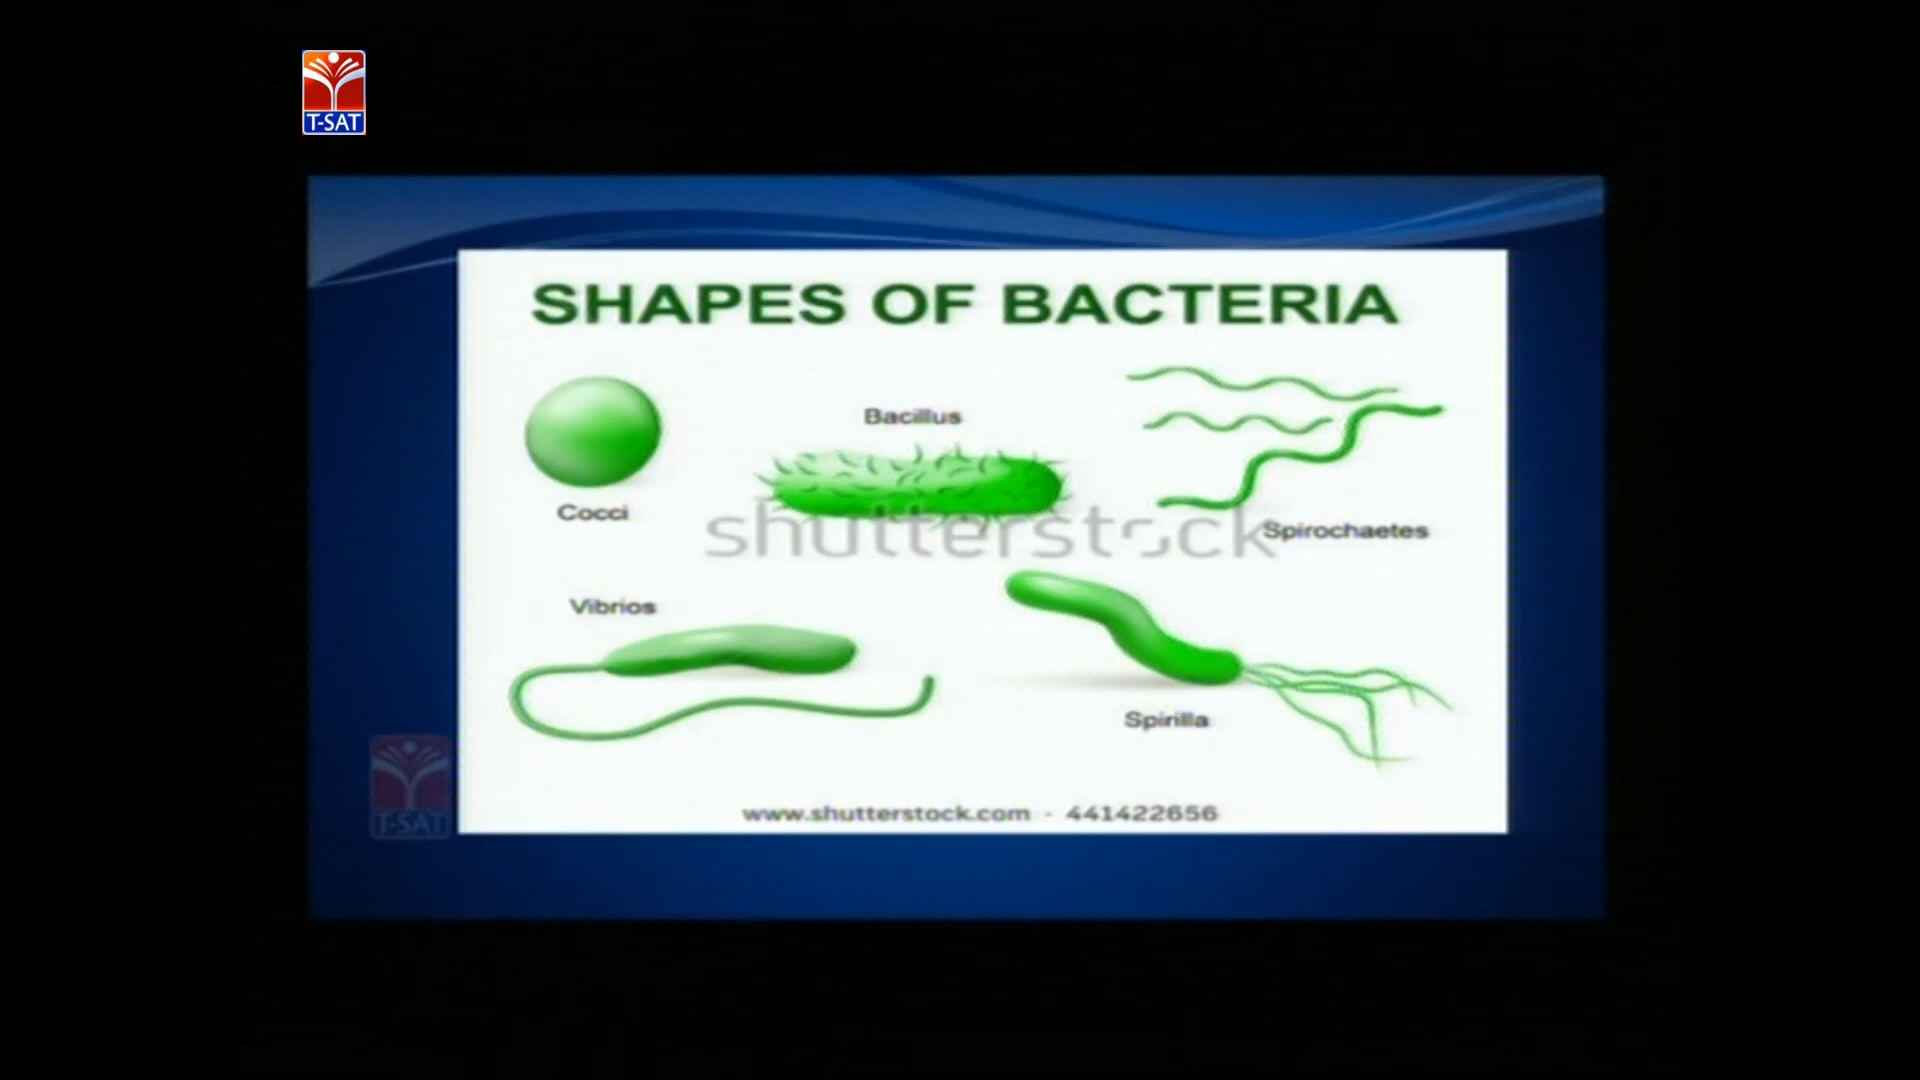 T-SAT
SHAPES OF BACTERIA
Bacillus
Cocci
shutterstock
Spirochaetes
Vibrios
Spirilla
T-SAT
www.shutterstock.com - 441422656